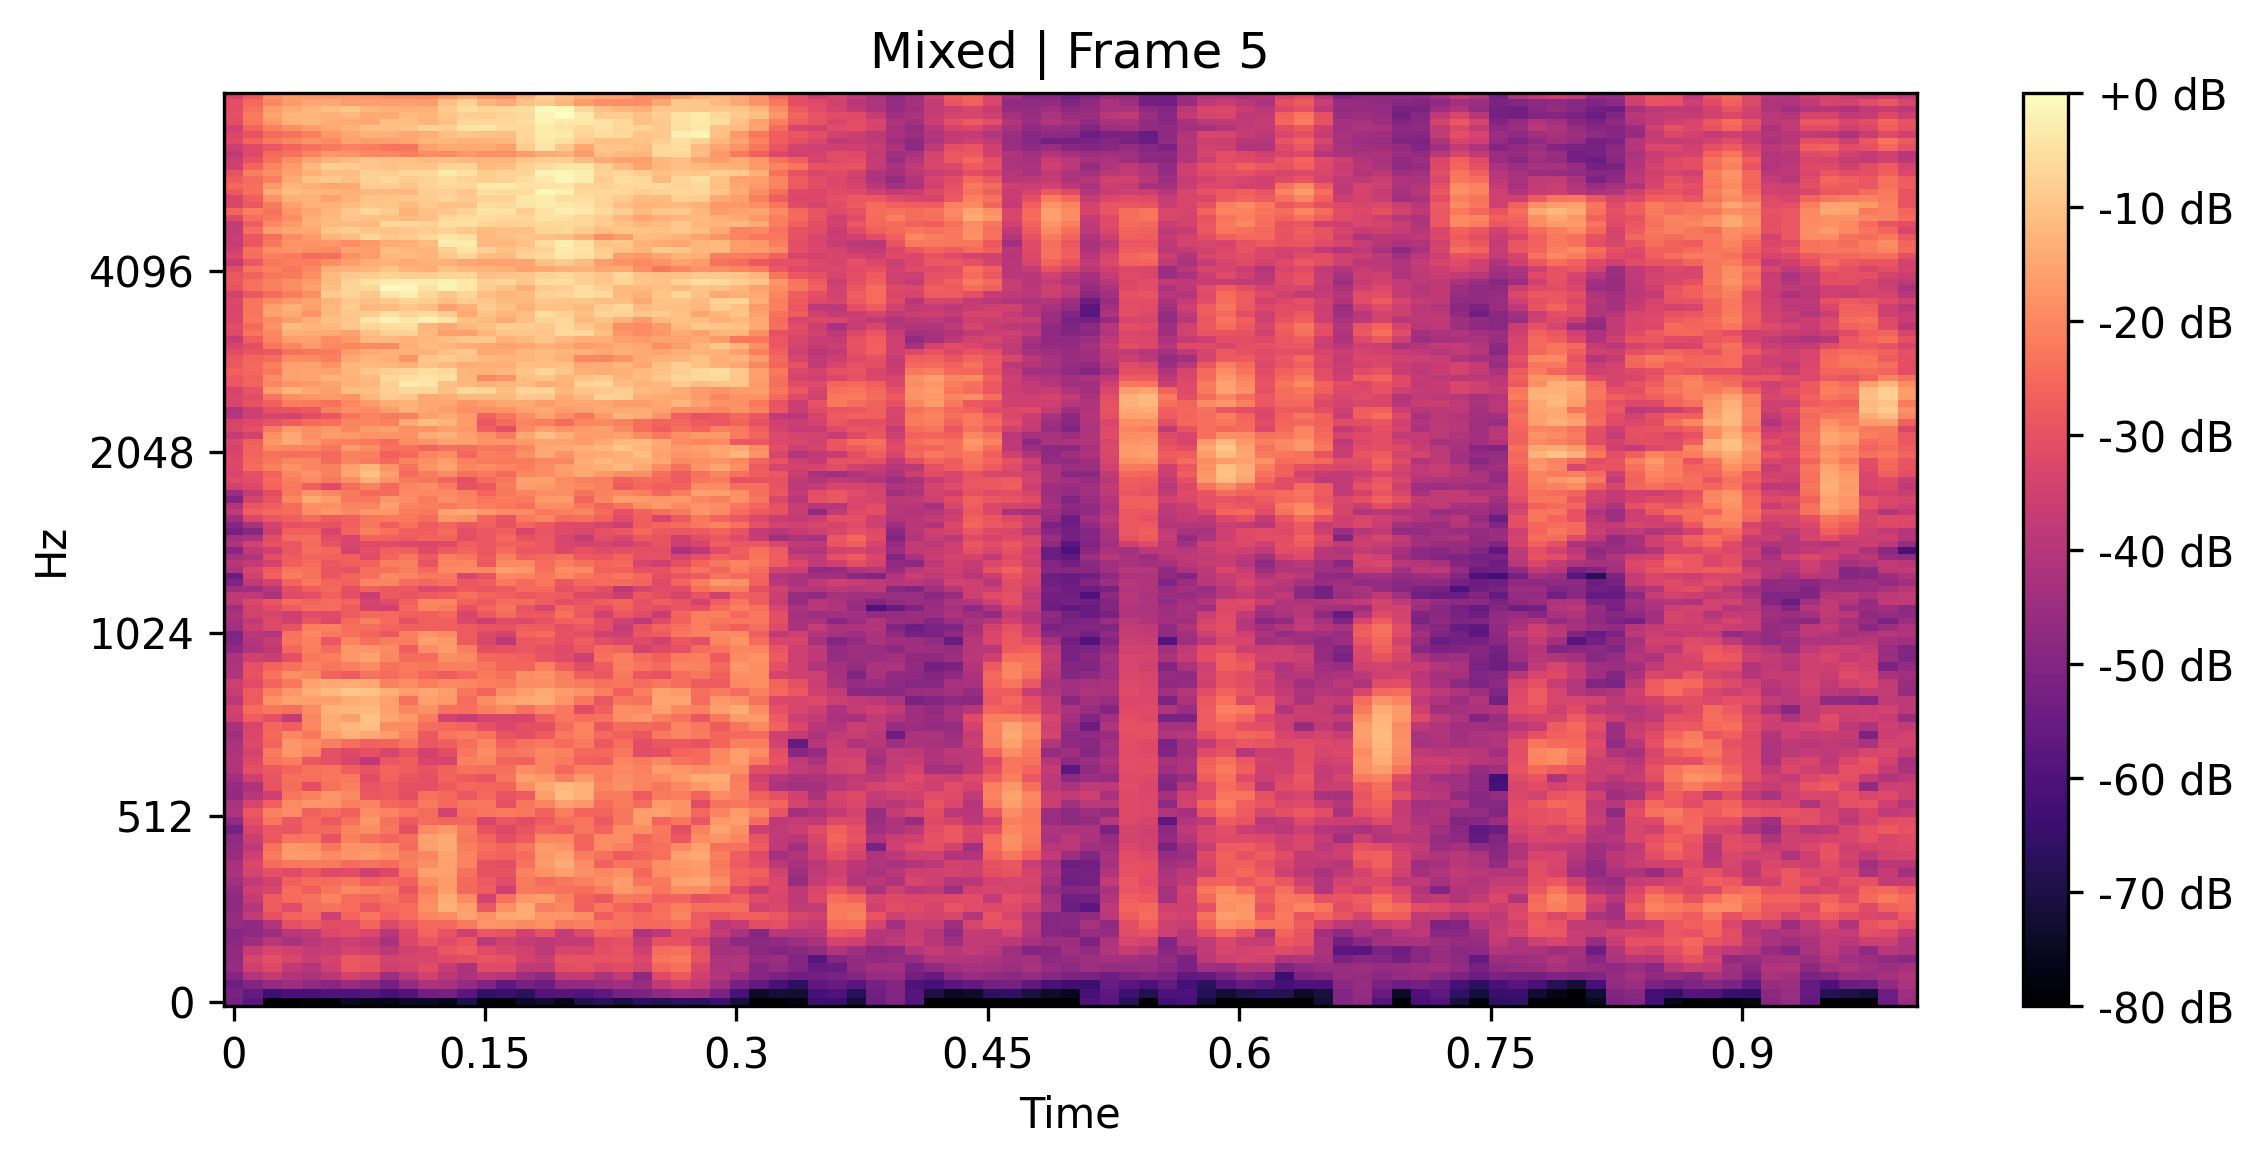 Mixed | Frame 5
+0 dB
-10 dB
-20 dB
-30 dB
-40 dB
-50 dB
-60 dB
-70 dB
-80 dB
Hz
4096
2048
1024
512
0
0 0.15 0.3 0.45 0.6 0.75 0.9
Time